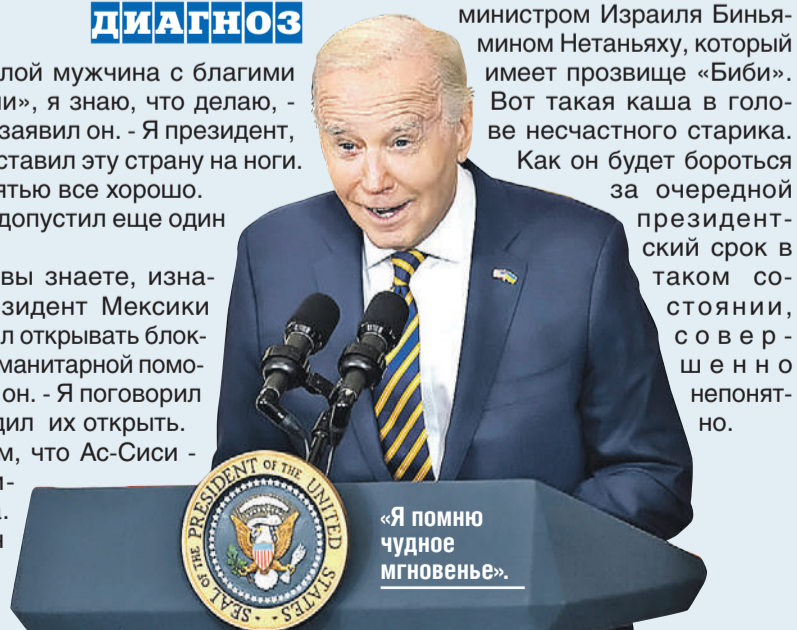 ДИАГНОЗ
лой мужчина с благими
ли», я знаю, что делаю, -
заявил он. - Я президент,
ставил эту страну на ноги.
ятью все хорошо.
допустил еще один
вы знаете, изна-
зидент Мексики
л открывать блок-
манитарной помо-
он. - Я поговорил
дил их открыть.
м, что Ас-Сиси -
министром Израиля Бинья-
мином Нетаньяху, который
имеет прозвище «Биби».
Вот такая каша в голо-
ве несчастного старика.
Как он будет бороться
за очередной
президент-
ский срок в
таком со-
стоянии,
совер-
шенно
непонят-
но.
SEAL OF THE PRESIDENT OF THE UNITED STATES
«Я помню
чудное
мгновенье».